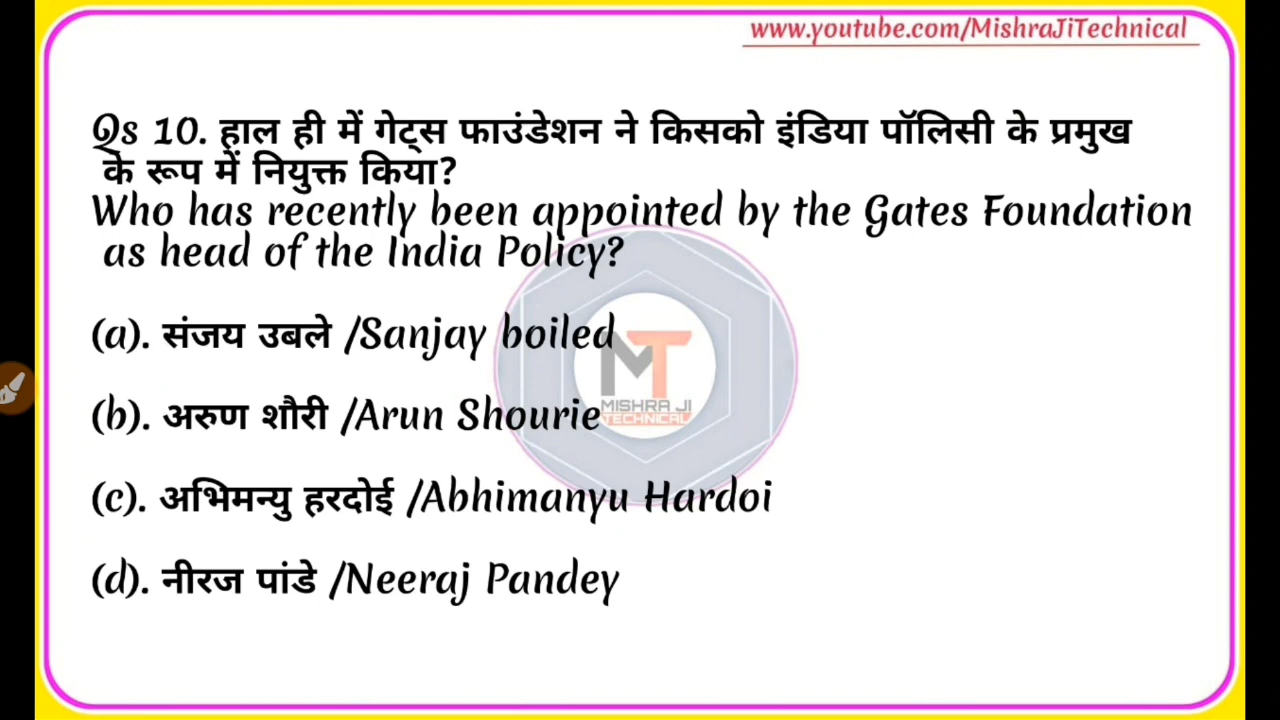 www.youtube.com/MishraJiTechnical
Qs 10. हाल ही में गेट्स फाउंडेशन ने किसको इंडिया पॉलिसी के प्रमुख
के रूप में नियुक्त किया?
Who has recently been appointed by the Gates Foundation
as head of the India Policy?
(a). संजय उबले /Sanjay boiled
(b). अरुण शौरी /Arun Shourie
(c). अभिमन्यु हरदोई /Abhimanyu Hardoi
(d). नीरज पांडे /Neeraj Pandey
MT
MISHRA JI
TECHNICAL